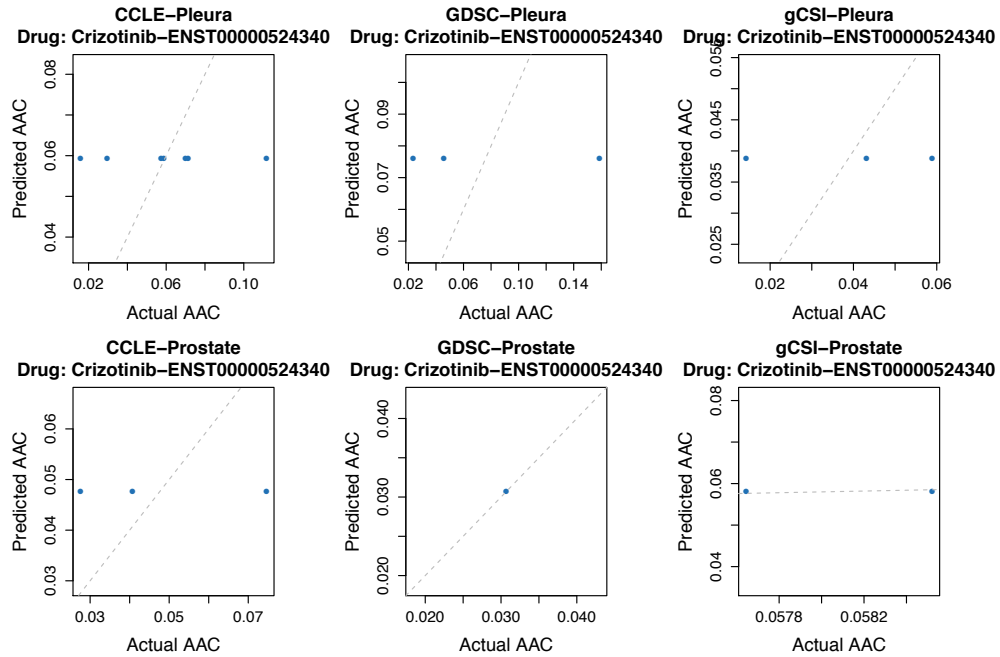 CCLE–Pleura
Drug: Crizotinib–ENST00000524340
Predicted AAC
0.04 0.06 0.08
0.02 0.06 0.10
Actual AAC
GDSC–Pleura
Drug: Crizotinib–ENST00000524340
Predicted AAC
0.05 0.07 0.09
0.02 0.06 0.10 0.14
Actual AAC
gCSI–Pleura
Drug: Crizotinib–ENST00000524340
Predicted AAC
0.025 0.035 0.045 0.055
0.02 0.04 0.06
Actual AAC
CCLE–Prostate
Drug: Crizotinib–ENST00000524340
Predicted AAC
0.03 0.04 0.05 0.06
0.03 0.05 0.07
Actual AAC
GDSC–Prostate
Drug: Crizotinib–ENST00000524340
Predicted AAC
0.020 0.030 0.040
0.020 0.030 0.040
Actual AAC
gCSI–Prostate
Drug: Crizotinib–ENST00000524340
Predicted AAC
0.04 0.06 0.08
0.0578 0.0582
Actual AAC